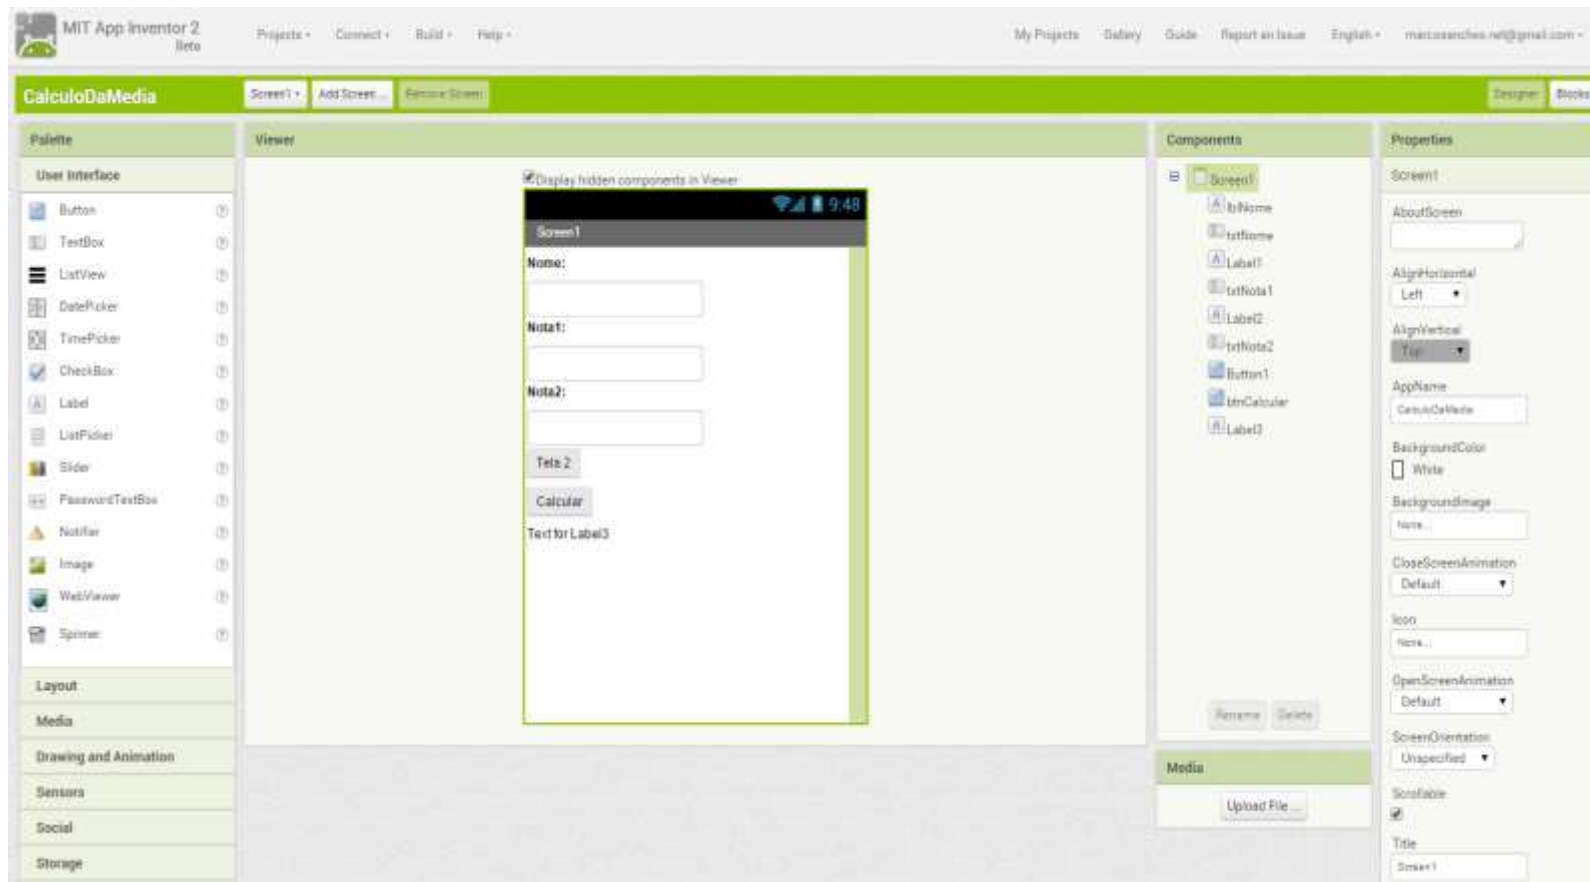 MIT App Inventor 2
Beta
Projects
Connect
Build
Help
My Projects
Gallery
Guide
Report an Issue
English
marcossanches.net@gmail.com
CalculoDaMedia
Screen1
Add Screen ...
Remove Screen
Designer
Blocks
Palette
User Interface
Button
TextBox
ListView
DatePicker
TimePicker
CheckBox
Label
ListPicker
Slider
PasswordTextBox
Notifier
Image
WebViewer
Spinner
Layout
Media
Drawing and Animation
Sensors
Social
Storage
Viewer
Display hidden components in Viewer
9:48
Screen1
Nome:
Nota1:
Nota2:
Tela 2
Calcular
Text for Label3
Components
Screen1
lblNome
txtNome
Label1
txtNota1
Label2
txtNota2
Button1
btnCalcular
Label3
Rename
Delete
Media
Upload File ...
Properties
Screen1
AboutScreen
AlignHorizontal
Left
AlignVertical
Top
AppName
CalculoDaMedia
BackgroundColor
White
BackgroundImage
None...
CloseScreenAnimation
Default
Icon
None...
OpenScreenAnimation
Default
ScreenOrientation
Unspecified
Scrollable
Title
Screen1